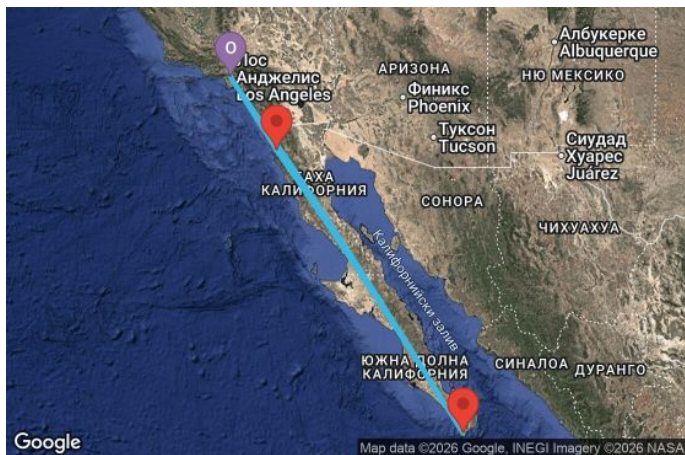 O
Лос
Анджелис
Los Angeles
Албукерке
Albuquerque
АРИЗОНА
НЮ МЕКСИКО
Финикс
Phoenix
Туксон
Tucson
Сиудад
Хуарес
Juárez
БАХА
КАЛИФОРНИЯ
СОНОРА
ЧИХУАХУА
Калифорнийски залив
ЮЖНА ДОЛНА
КАЛИФОРНИЯ
СИНАЛОА
ДУРАНГО
Google
Map data ©2026 Google, INEGI Imagery ©2026 NASA